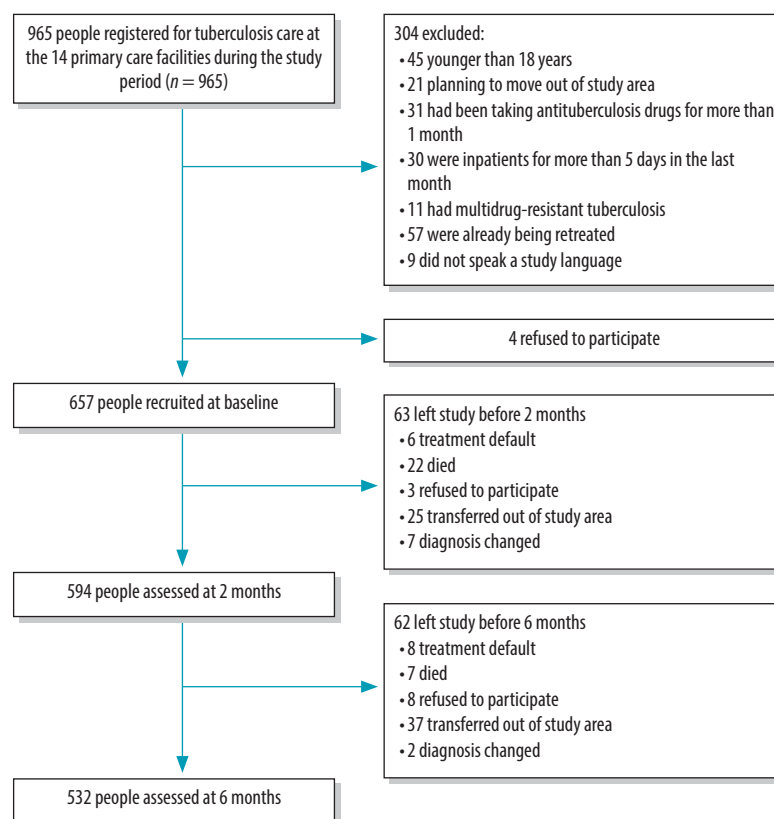 965 people registered for tuberculosis care at
the 14 primary care facilities during the study
period (n = 965)
304 excluded:
• 45 younger than 18 years
• 21 planning to move out of study area
• 31 had been taking antituberculosis drugs for more than
1 month
• 30 were inpatients for more than 5 days in the last
month
• 11 had multidrug-resistant tuberculosis
• 57 were already being retreated
• 9 did not speak a study language
4 refused to participate
657 people recruited at baseline
63 left study before 2 months
• 6 treatment default
• 22 died
• 3 refused to participate
• 25 transferred out of study area
• 7 diagnosis changed
594 people assessed at 2 months
62 left study before 6 months
• 8 treatment default
• 7 died
• 8 refused to participate
• 37 transferred out of study area
• 2 diagnosis changed
532 people assessed at 6 months